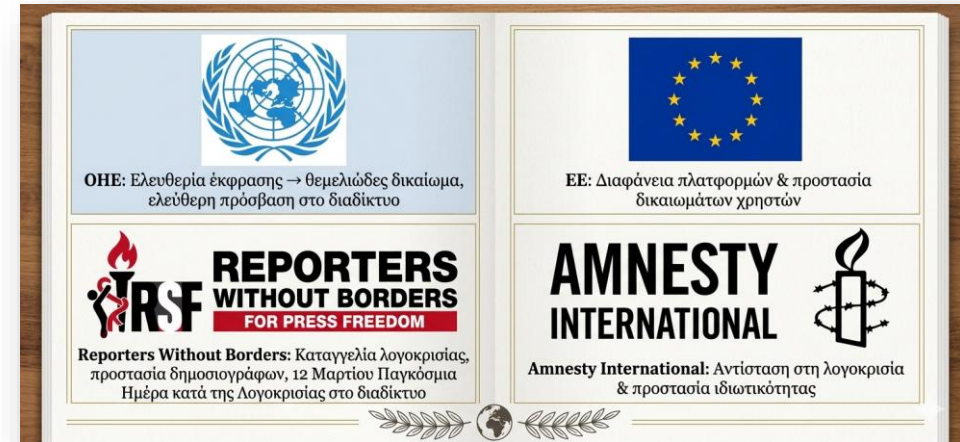 ΟΗΕ: Ελευθερία έκφρασης → θεμελιώδες δικαίωμα,
ελεύθερη πρόσβαση στο διαδίκτυο
ΕΕ: Διαφάνεια πλατφορμών & προστασία
δικαιωμάτων χρηστών
RSF
REPORTERS
WITHOUT BORDERS
FOR PRESS FREEDOM
Reporters Without Borders: Καταγγελία λογοκρισίας,
προστασία δημοσιογράφων, 12 Μαρτίου Παγκόσμια
Ημέρα κατά της Λογοκρισίας στο διαδίκτυο
AMNESTY
INTERNATIONAL
Amnesty International: Αντίσταση στη λογοκρισία
& προστασία ιδιωτικότητας